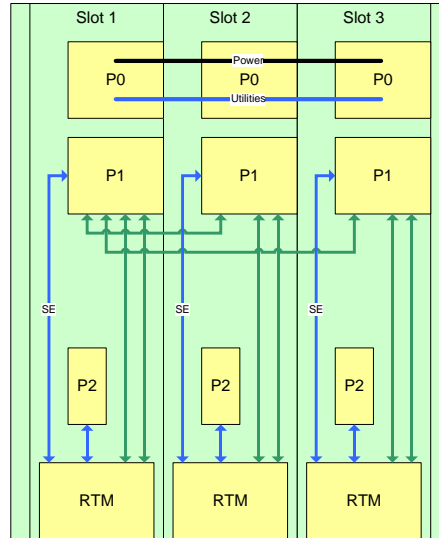 Slot 1 Slot 2 Slot 3
Power
P0 P0 P0
Utilities
P1 P1 P1
SE SE SE
P2 P2 P2
RTM RTM RTM